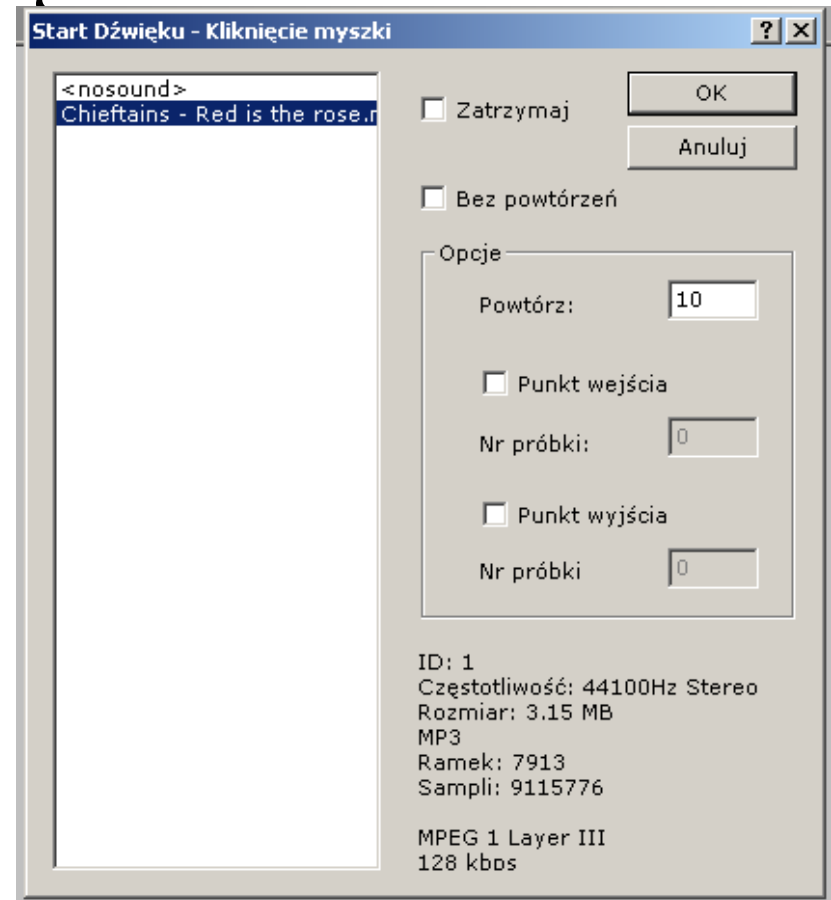 Start Dźwięku - Kliknięcie myszki
<nosound>
Chieftains - Red is the rose.
Zatrzymaj
OK
Anuluj
Bez powtórzeń
Opcje
Powtórz:
10
Punkt wejścia
Nr próbki:
0
Punkt wyjścia
Nr próbki
0
ID: 1
Częstotliwość: 44100Hz Stereo
Rozmiar: 3.15 MB
MP3
Ramek: 7913
Sampli: 9115776
MPEG 1 Layer III
128 kbps